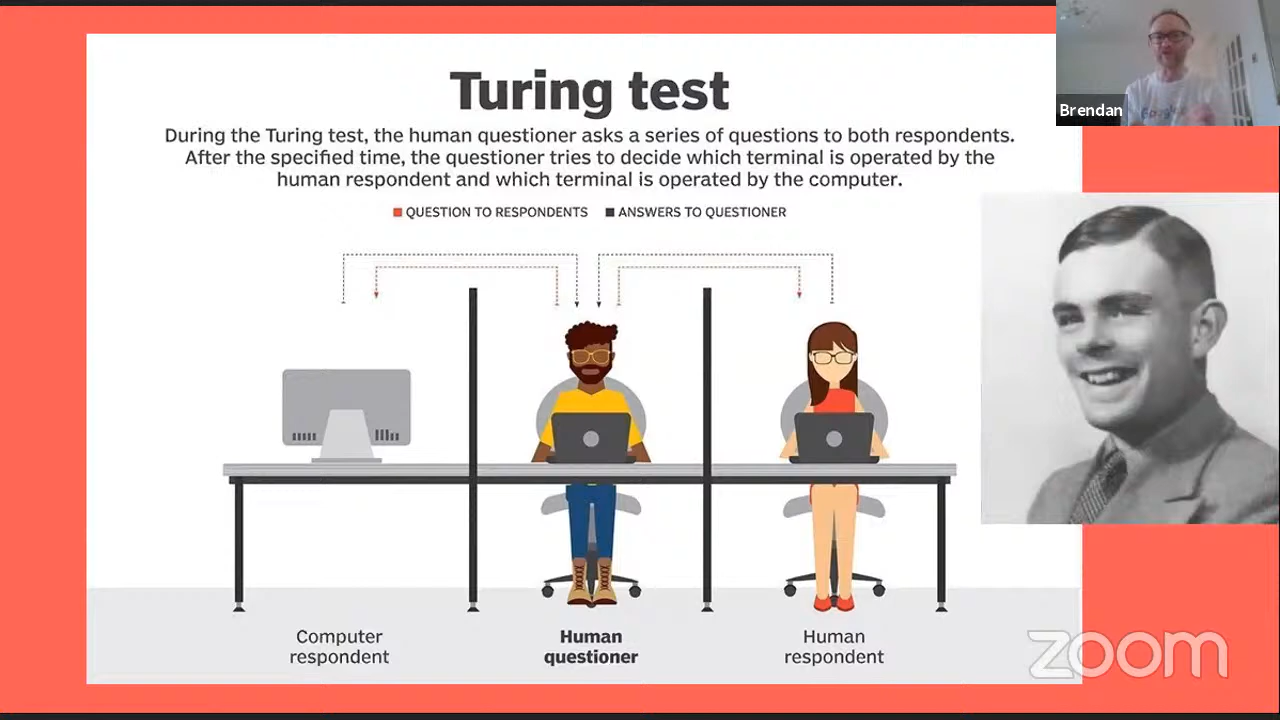 Turing test
During the Turing test, the human questioner asks a series of questions to both respondents.
After the specified time, the questioner tries to decide which terminal is operated by the
human respondent and which terminal is operated by the computer.
QUESTION TO RESPONDENTS ANSWERS TO QUESTIONER
Computer
respondent
Human
questioner
Human
respondent
Brendan
Google
zoom